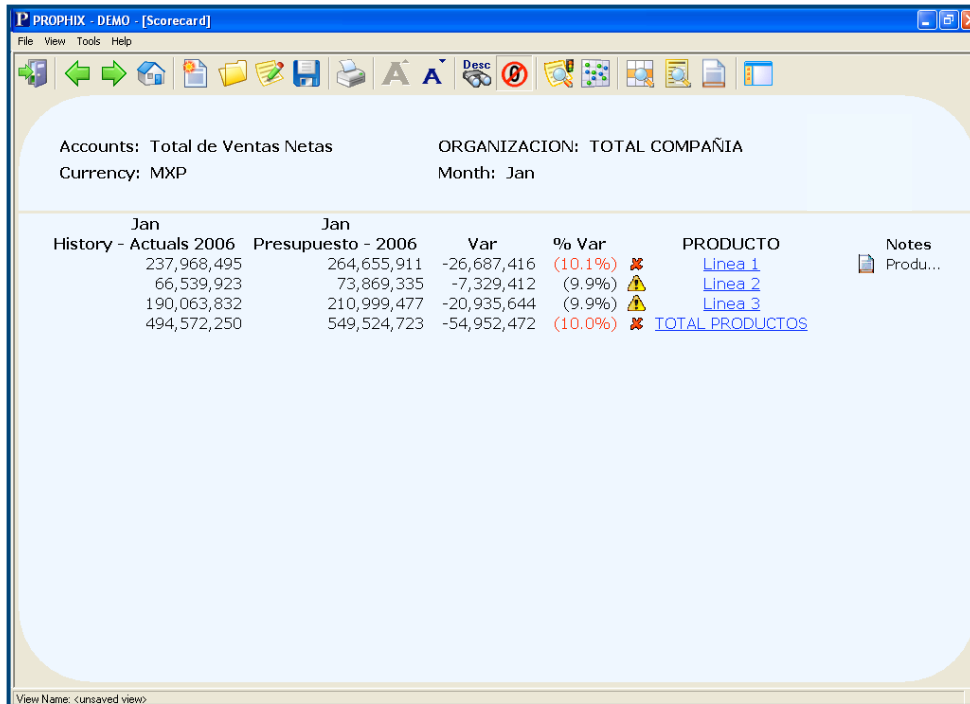 PROPHIX - DEMO - [Scorecard]
File View Tools Help
Desc
A A
Accounts: Total de Ventas Netas ORGANIZACION: TOTAL COMPAÑIA
Currency: MXP Month: Jan
Jan Jan
History - Actuals 2006 Presupuesto - 2006 Var % Var PRODUCTO Notes
237,968,495 264,655,911 -26,687,416 (10.1%) Linea 1 Produ...
66,539,923 73,869,335 -7,329,412 (9.9%) Linea 2
190,063,832 210,999,477 -20,935,644 (9.9%) Linea 3
494,572,250 549,524,723 -54,952,472 (10.0%) TOTAL PRODUCTOS
View Name: <unsaved view>